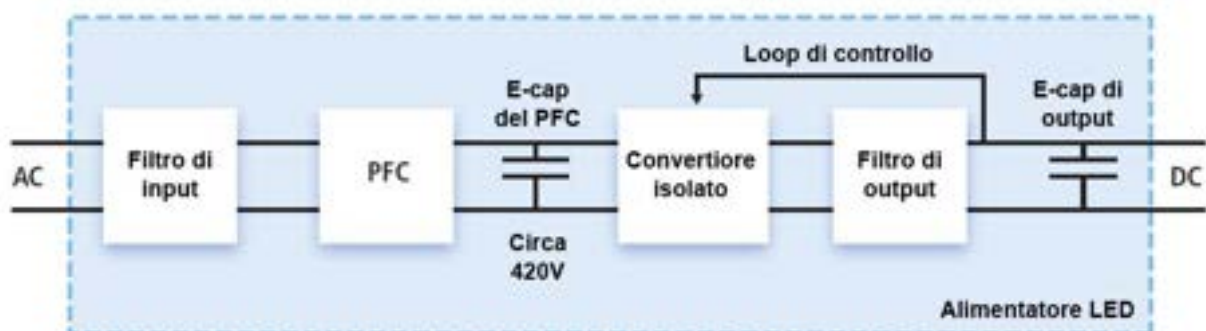 Loop di controllo
E-cap
del PFC
E-cap di
output
AC
Filtro di
input
PFC
Convertiore
isolato
Filtro di
output
DC
Circa
420V
Alimentatore LED